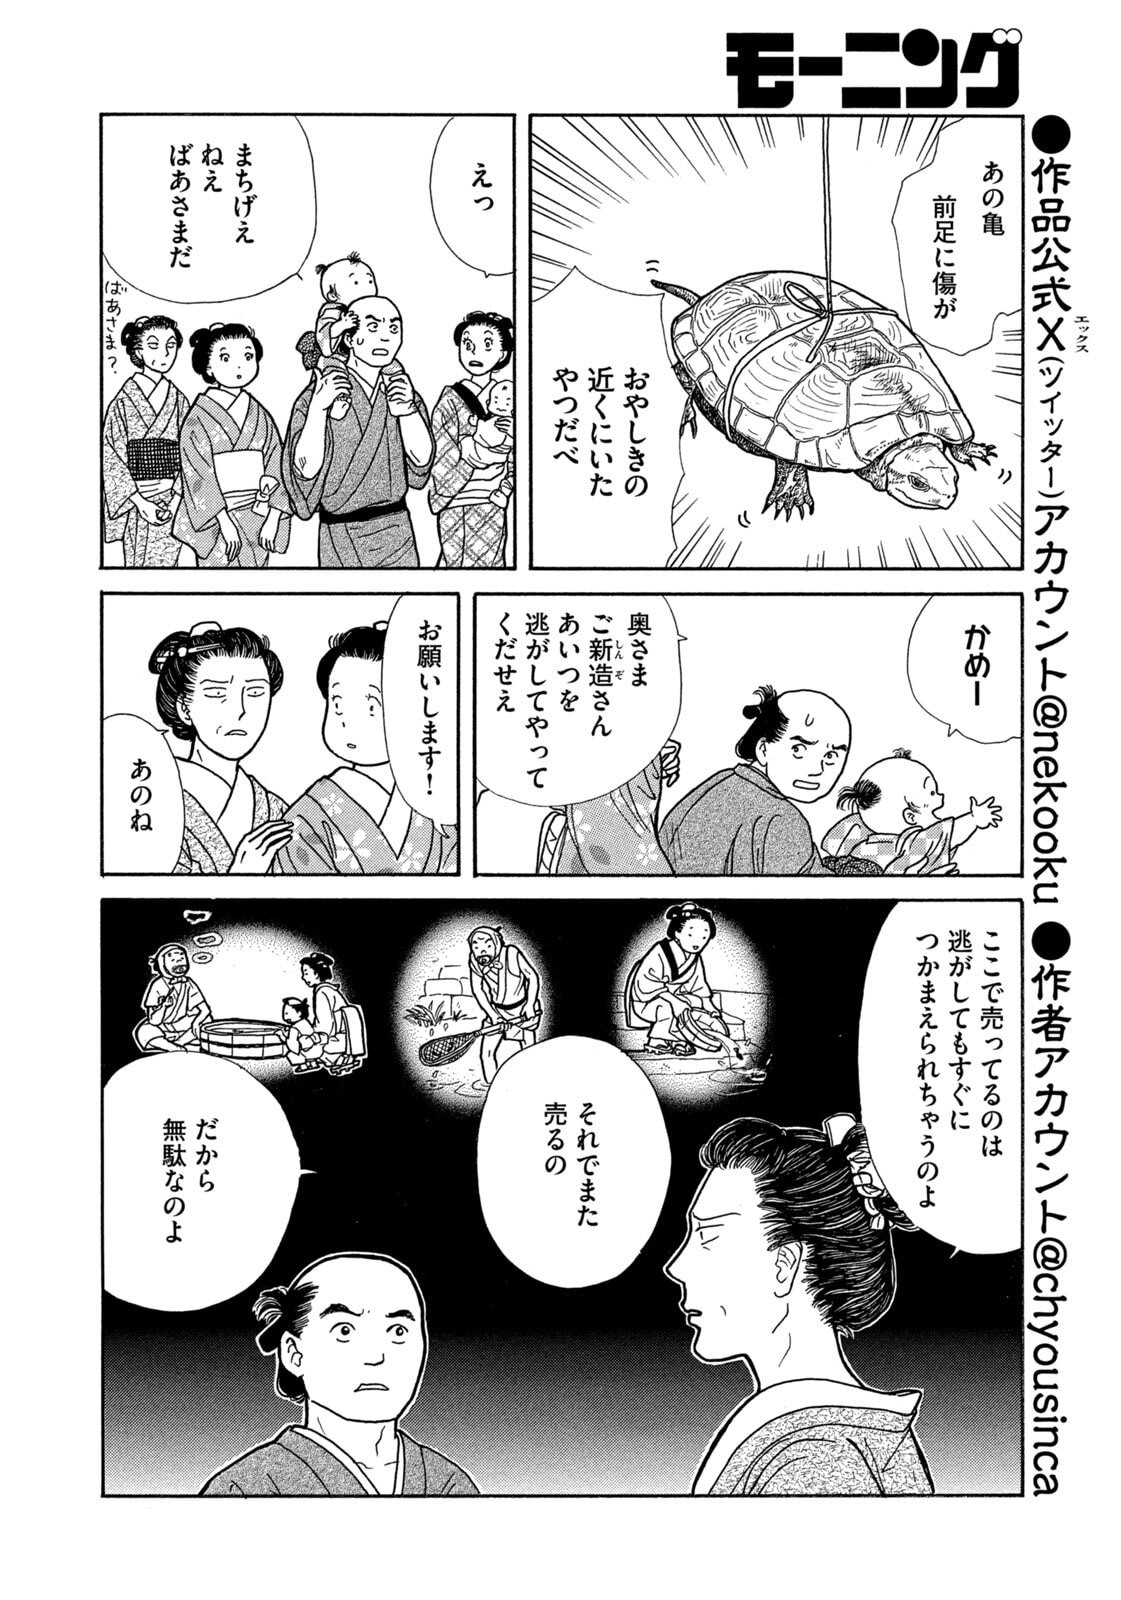 モーニング
●作品公式X(ツイッター)アカウント@nekooku ●作者アカウント@chyousinca
エックス
あの亀
前足に傷が
おやしきの
近くにいた
やつだべ
えっ
まちげえ
ねえ
ばあさまだ
ばあさま?
かめー
奥さま
ご新造さん
しんぞ
あいつを
逃がしてやって
くだせえ
お願いします!
あのね
ここで売ってるのは
逃がしてもすぐに
つかまえられちゃうのよ
それでまた
売るの
だから
無駄なのよ